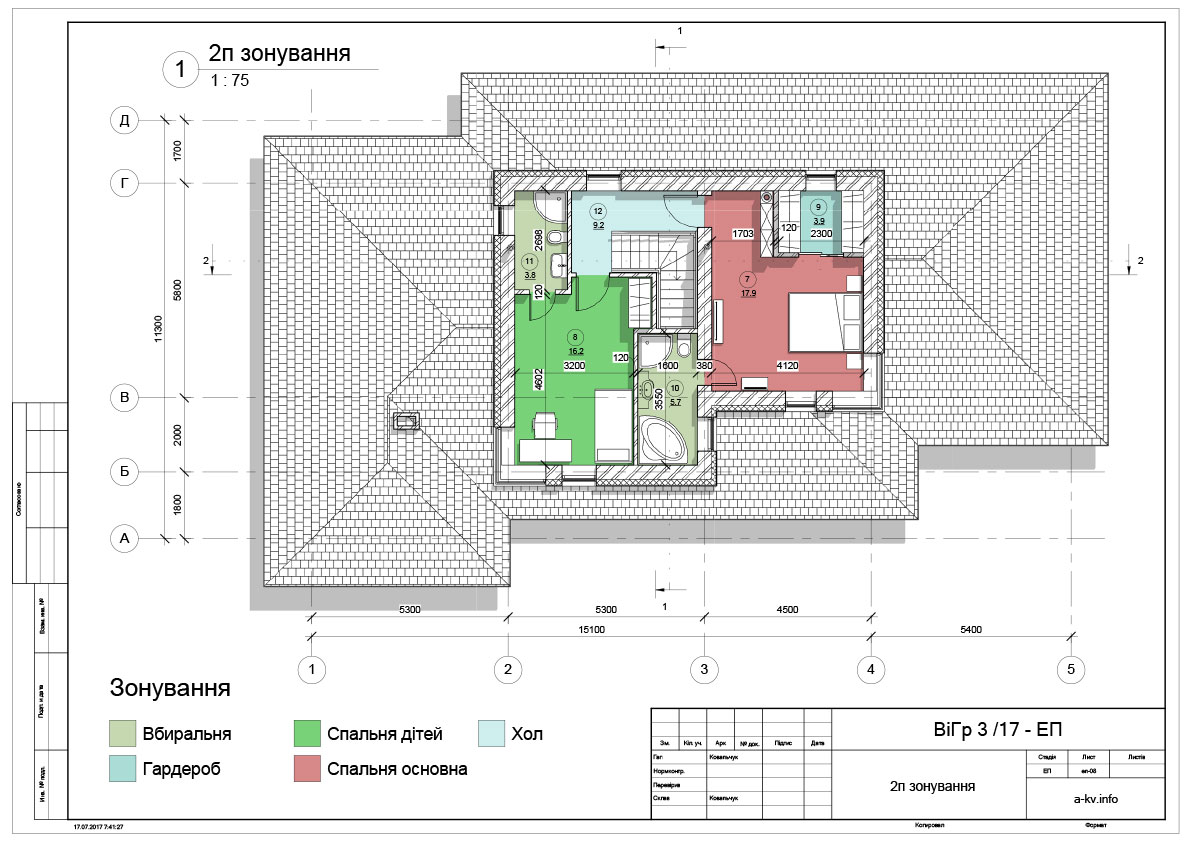 1
2п зонування
1 : 75
1
Д
1700
Г
12
9.2
9
3.9
120
2300
1703
2698
2
11
3.8
120
7
17.9
2
5800
11300
8
16.2
120
3200
1600
380
4120
4602
10
5.7
3550
В
2000
Б
1800
А
5300
5300
1
4500
15100
5400
1
2
3
4
5
Зонування
Вбиральня
Спальня дітей
Хол
Гардероб
Спальня основна
Согласовано
Взам. инв. №
Подп. и дата
Инв. № подл.
ВіГр 3 /17 - ЕП
Зм.
Кіл. уч.
Арк
№ док.
Підпис
Дата
Гап
Ковальчук
Нормконтр.
Перевірив
Склав
Ковальчук
2п зонування
Стадія
Лист
Листів
ЕП
еп-08
a-kv.info
17.07.2017 7:41:27
Копировал
Формат